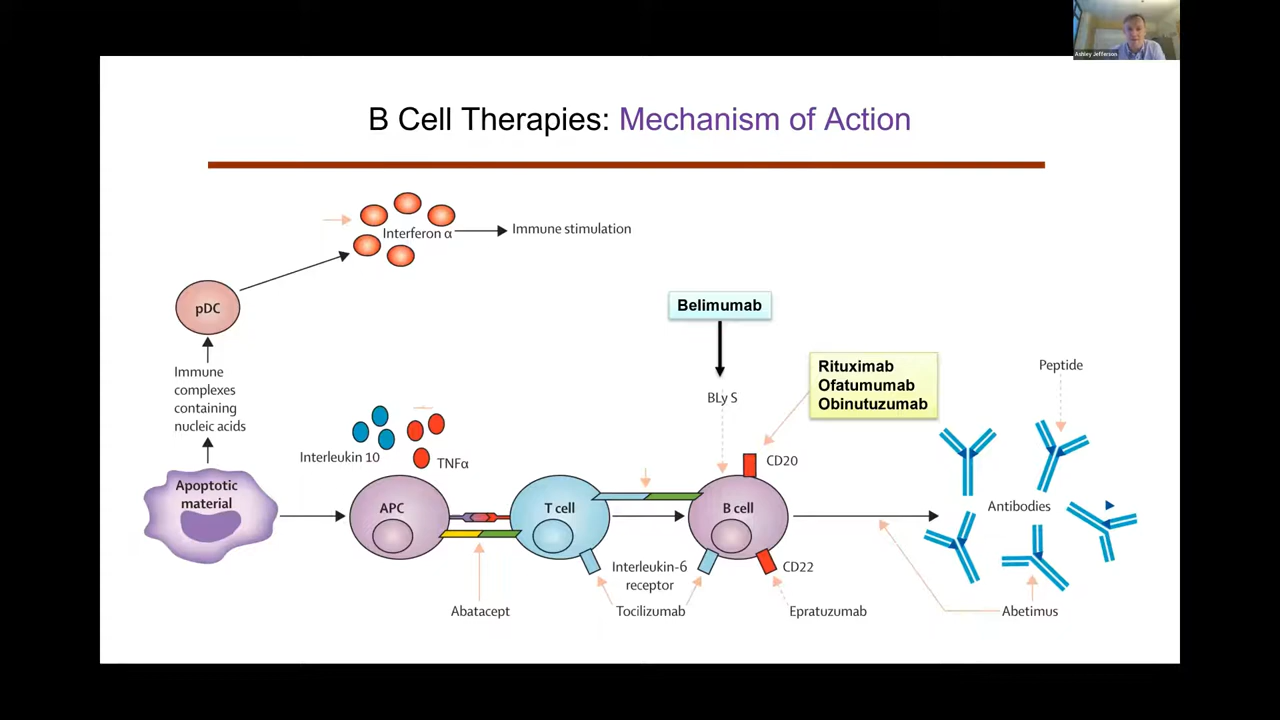 Ashley Jefferson
B Cell Therapies: Mechanism of Action
Interferon α
Immune stimulation
pDC
Belimumab
Immune
complexes
containing
nucleic acids
Rituximab
Ofatumumab
Obinutuzumab
Peptide
BLy S
Interleukin 10
TNFα
CD20
Apoptotic
material
APC
T cell
B cell
Antibodies
Interleukin-6
receptor
CD22
Abatacept
Tocilizumab
Epratuzumab
Abetimus